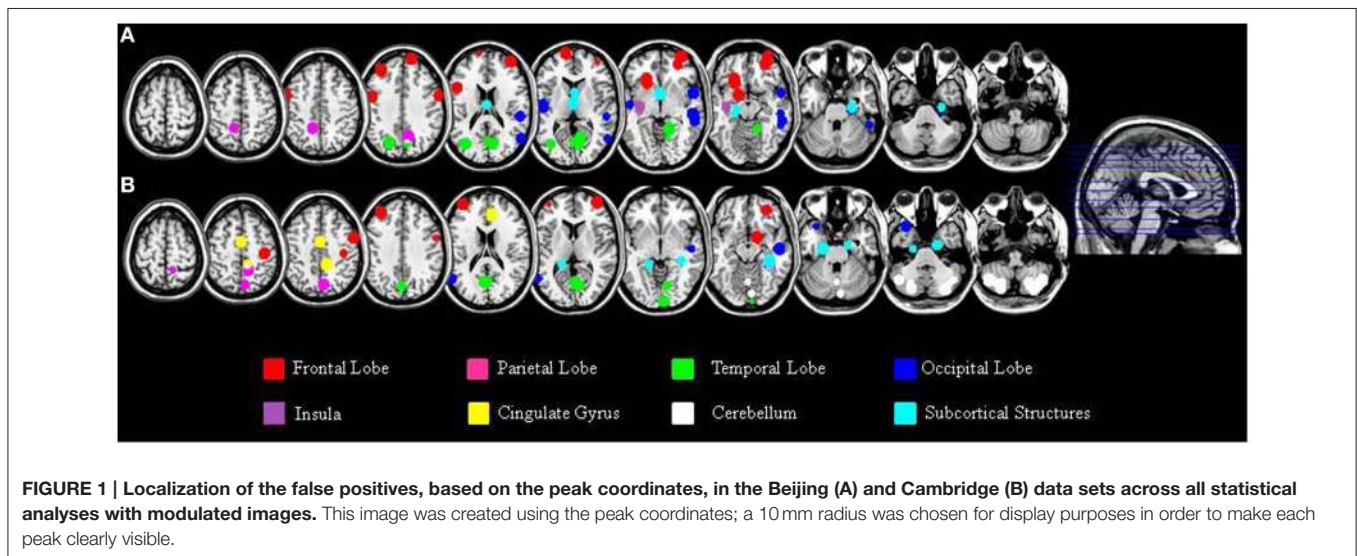 A
B
Frontal Lobe Parietal Lobe Temporal Lobe Occipital Lobe
Insula Cingulate Gyrus Cerebellum Subcortical Structures
FIGURE 1 | Localization of the false positives, based on the peak coordinates, in the Beijing (A) and Cambridge (B) data sets across all statistical
analyses with modulated images. This image was created using the peak coordinates; a 10 mm radius was chosen for display purposes in order to make each
peak clearly visible.